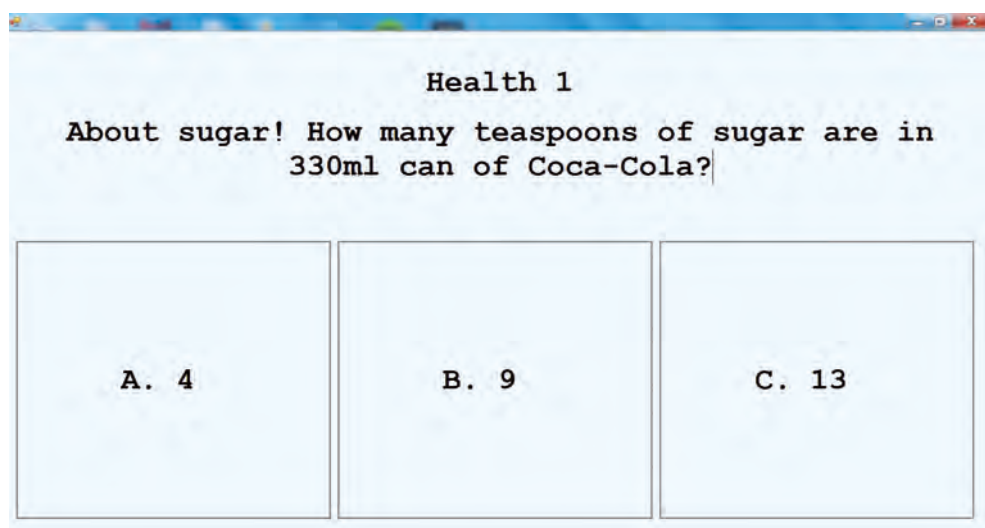 Health 1
About sugar! How many teaspoons of sugar are in
330ml can of Coca-Cola?
A. 4
B. 9
C. 13